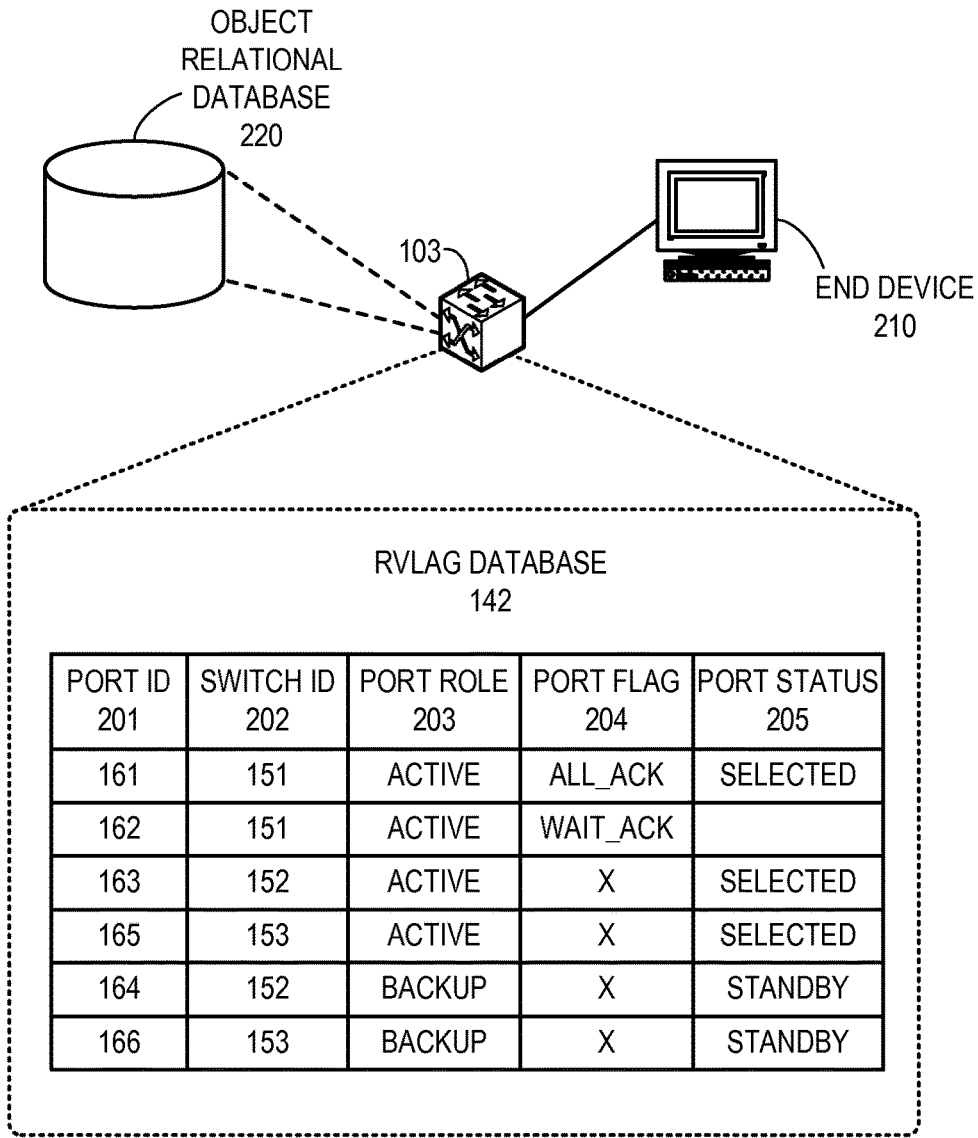 OBJECT
RELATIONAL
DATABASE
220
103
END DEVICE
210
RVLAG DATABASE
142
PORT ID SWITCH ID PORT ROLE PORT FLAG PORT STATUS
201 202 203 204 205
161 151 ACTIVE ALL_ACK SELECTED
162 151 ACTIVE WAIT_ACK
163 152 ACTIVE X SELECTED
165 153 ACTIVE X SELECTED
164 152 BACKUP X STANDBY
166 153 BACKUP X STANDBY